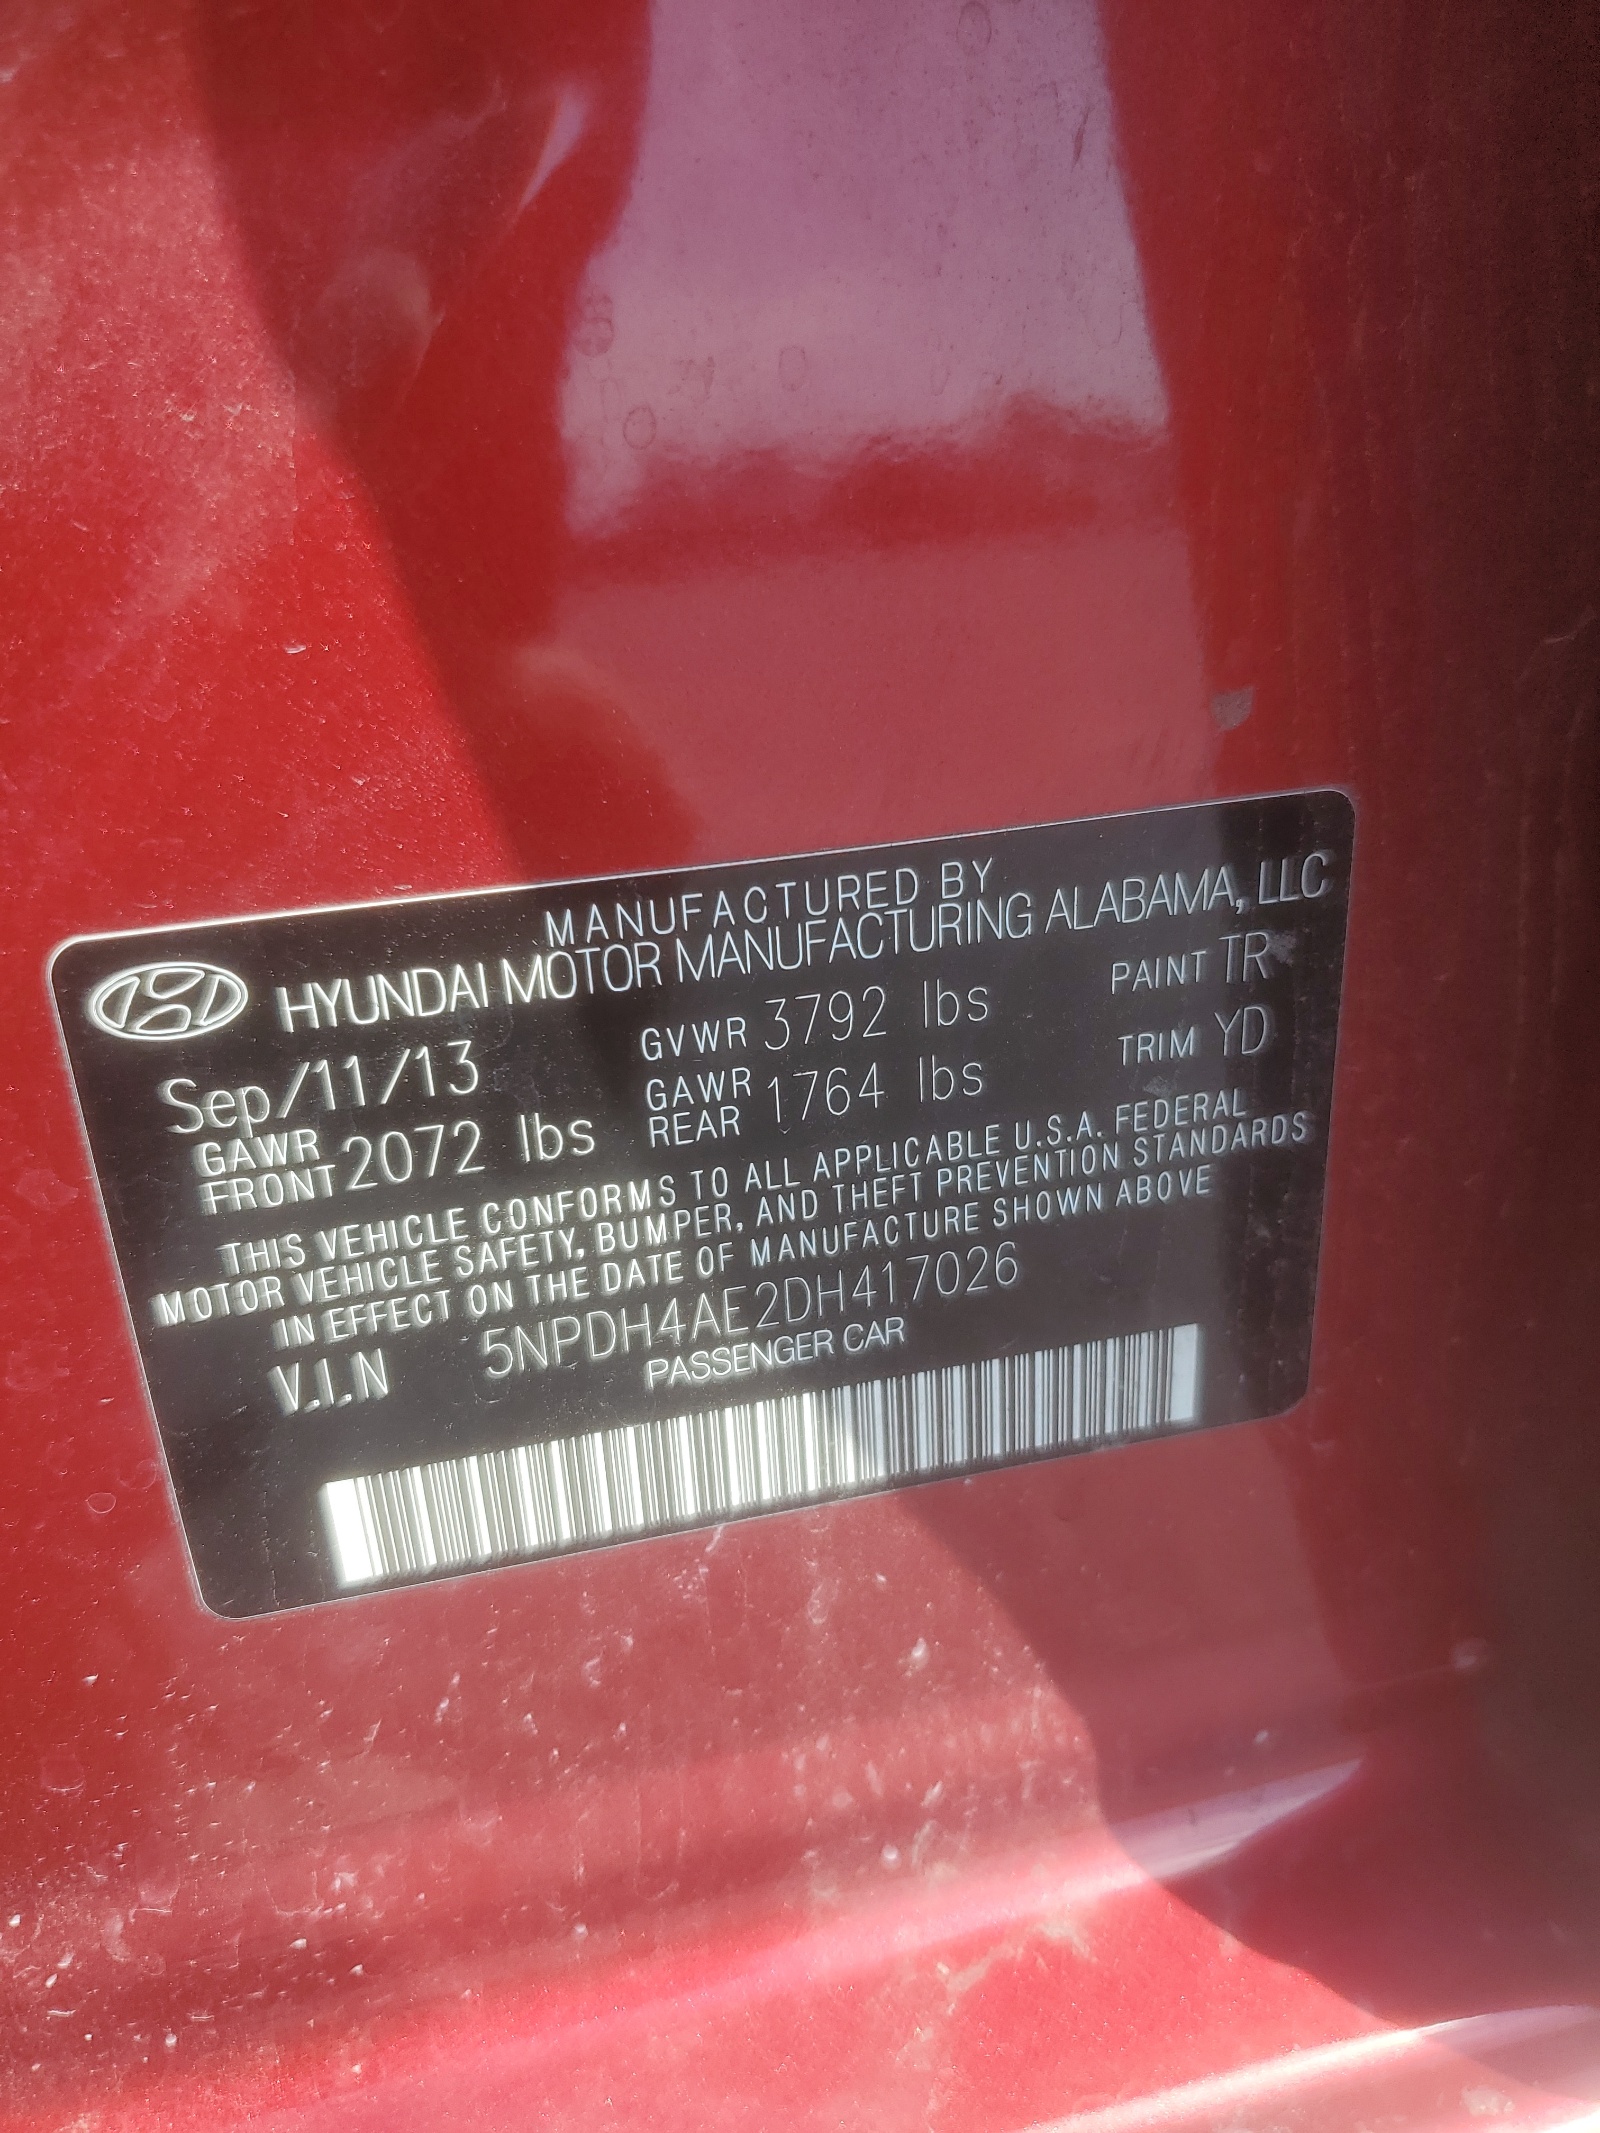 MANUFACTURED BY
HYUNDAI MOTOR MANUFACTURING ALABAMA, LLC
Sep/11/13 GVWR 3792 lbs PAINT TR
GAWR FRONT 2072 lbs GAWR REAR 1764 lbs TRIM YD
THIS VEHICLE CONFORMS TO ALL APPLICABLE U.S.A. FEDERAL
MOTOR VEHICLE SAFETY, BUMPER, AND THEFT PREVENTION STANDARDS
IN EFFECT ON THE DATE OF MANUFACTURE SHOWN ABOVE
V.I.N 5NPDH4AE2DH417026
PASSENGER CAR